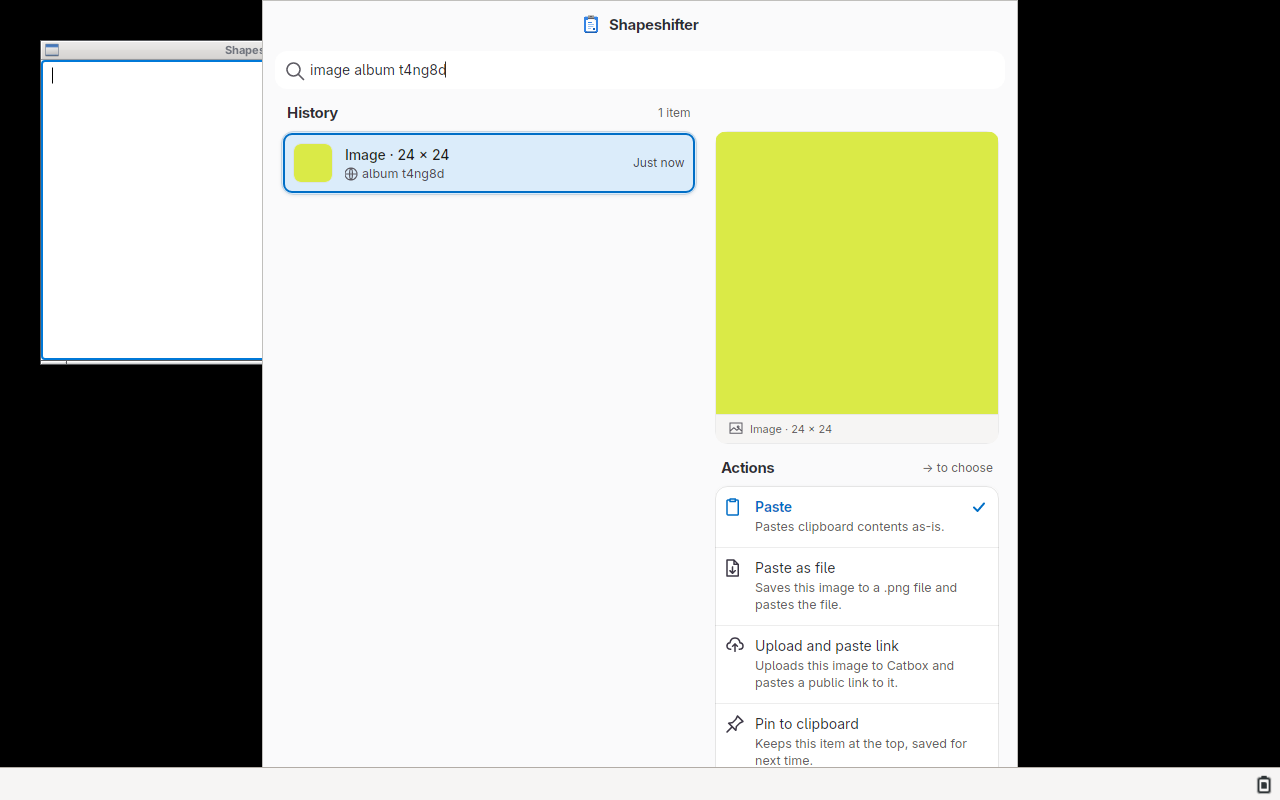 Shapeshifter
Shapes
image album t4ng8d
History
1 item
Image · 24 × 24
album t4ng8d
Just now
Image · 24 × 24
Actions
→ to choose
Paste
Pastes clipboard contents as-is.
Paste as file
Saves this image to a .png file and
pastes the file.
Upload and paste link
Uploads this image to Catbox and
pastes a public link to it.
Pin to clipboard
Keeps this item at the top, saved for
next time.